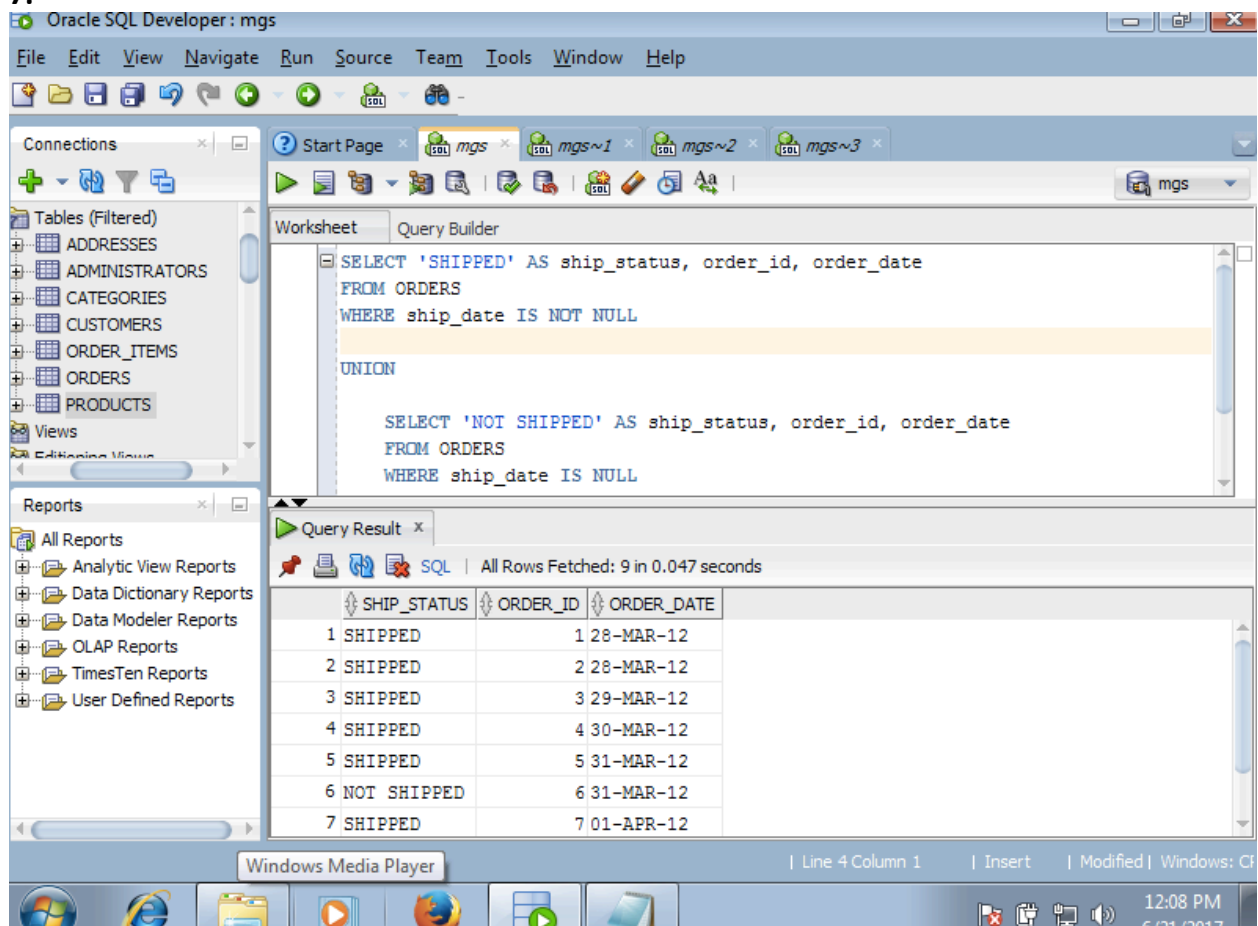 Oracle SQL Developer : mgs
File Edit View Navigate Run Source Team Tools Window Help
Connections
Start Page mgs mgs~1 mgs~2 mgs~3
mgs
Tables (Filtered)
ADDRESSES
ADMINISTRATORS
CATEGORIES
CUSTOMERS
ORDER_ITEMS
ORDERS
PRODUCTS
Views
Editioning Views
Worksheet Query Builder
SELECT 'SHIPPED' AS ship_status, order_id, order_date
FROM ORDERS
WHERE ship_date IS NOT NULL
UNION
SELECT 'NOT SHIPPED' AS ship_status, order_id, order_date
FROM ORDERS
WHERE ship_date IS NULL
Reports
All Reports
Analytic View Reports
Data Dictionary Reports
Data Modeler Reports
OLAP Reports
TimesTen Reports
User Defined Reports
Query Result
SQL | All Rows Fetched: 9 in 0.047 seconds
SHIP_STATUS ORDER_ID ORDER_DATE
1 SHIPPED 1 28-MAR-12
2 SHIPPED 2 28-MAR-12
3 SHIPPED 3 29-MAR-12
4 SHIPPED 4 30-MAR-12
5 SHIPPED 5 31-MAR-12
6 NOT SHIPPED 6 31-MAR-12
7 SHIPPED 7 01-APR-12
Windows Media Player
| Line 4 Column 1 | Insert | Modified | Windows:
12:08 PM
6/21/2017